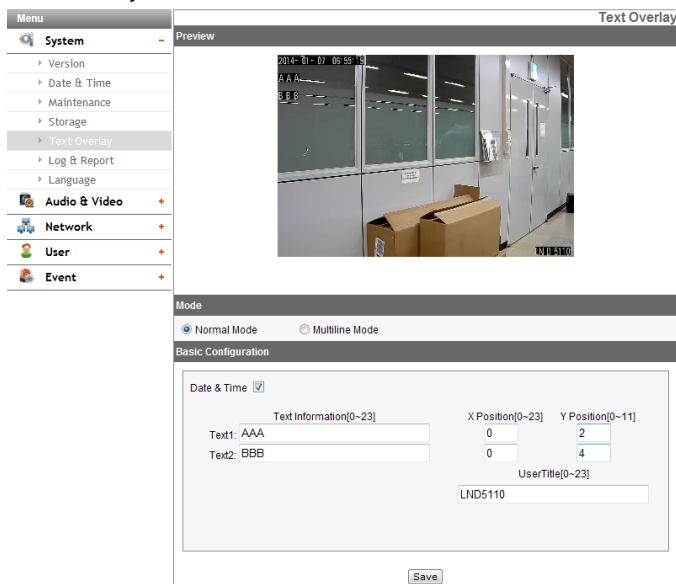 Menu
Text Overlay
System -
Version
Date & Time
Maintenance
Storage
Text Overlay
Log & Report
Language
Audio & Video +
Network +
User +
Event +
Preview
2014- 01- 07 06:55:19
AAA
BBB
LND5110
Mode
Normal Mode Multiline Mode
Basic Configuration
Date & Time
Text Information[0~23] X Position[0~23] Y Position[0~11]
Text1: AAA 0 2
Text2: BBB 0 4
UserTitle[0~23]
LND5110
Save